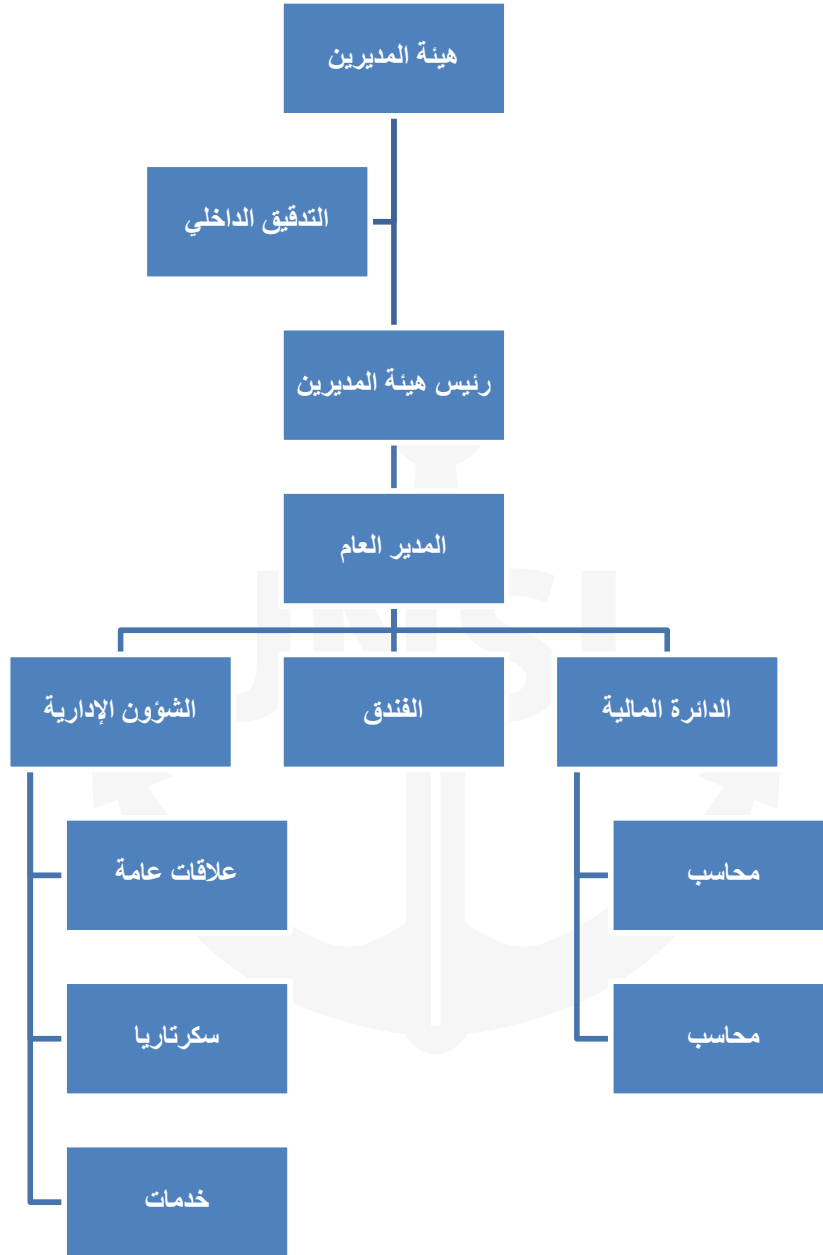 هيئة المديرين
التدقيق الداخلي
رئيس هيئة المديرين
المدير العام
الدائرة المالية
الفندق
الشؤون الإدارية
محاسب
علاقات عامة
محاسب
سكرتاريا
خدمات
JNSL